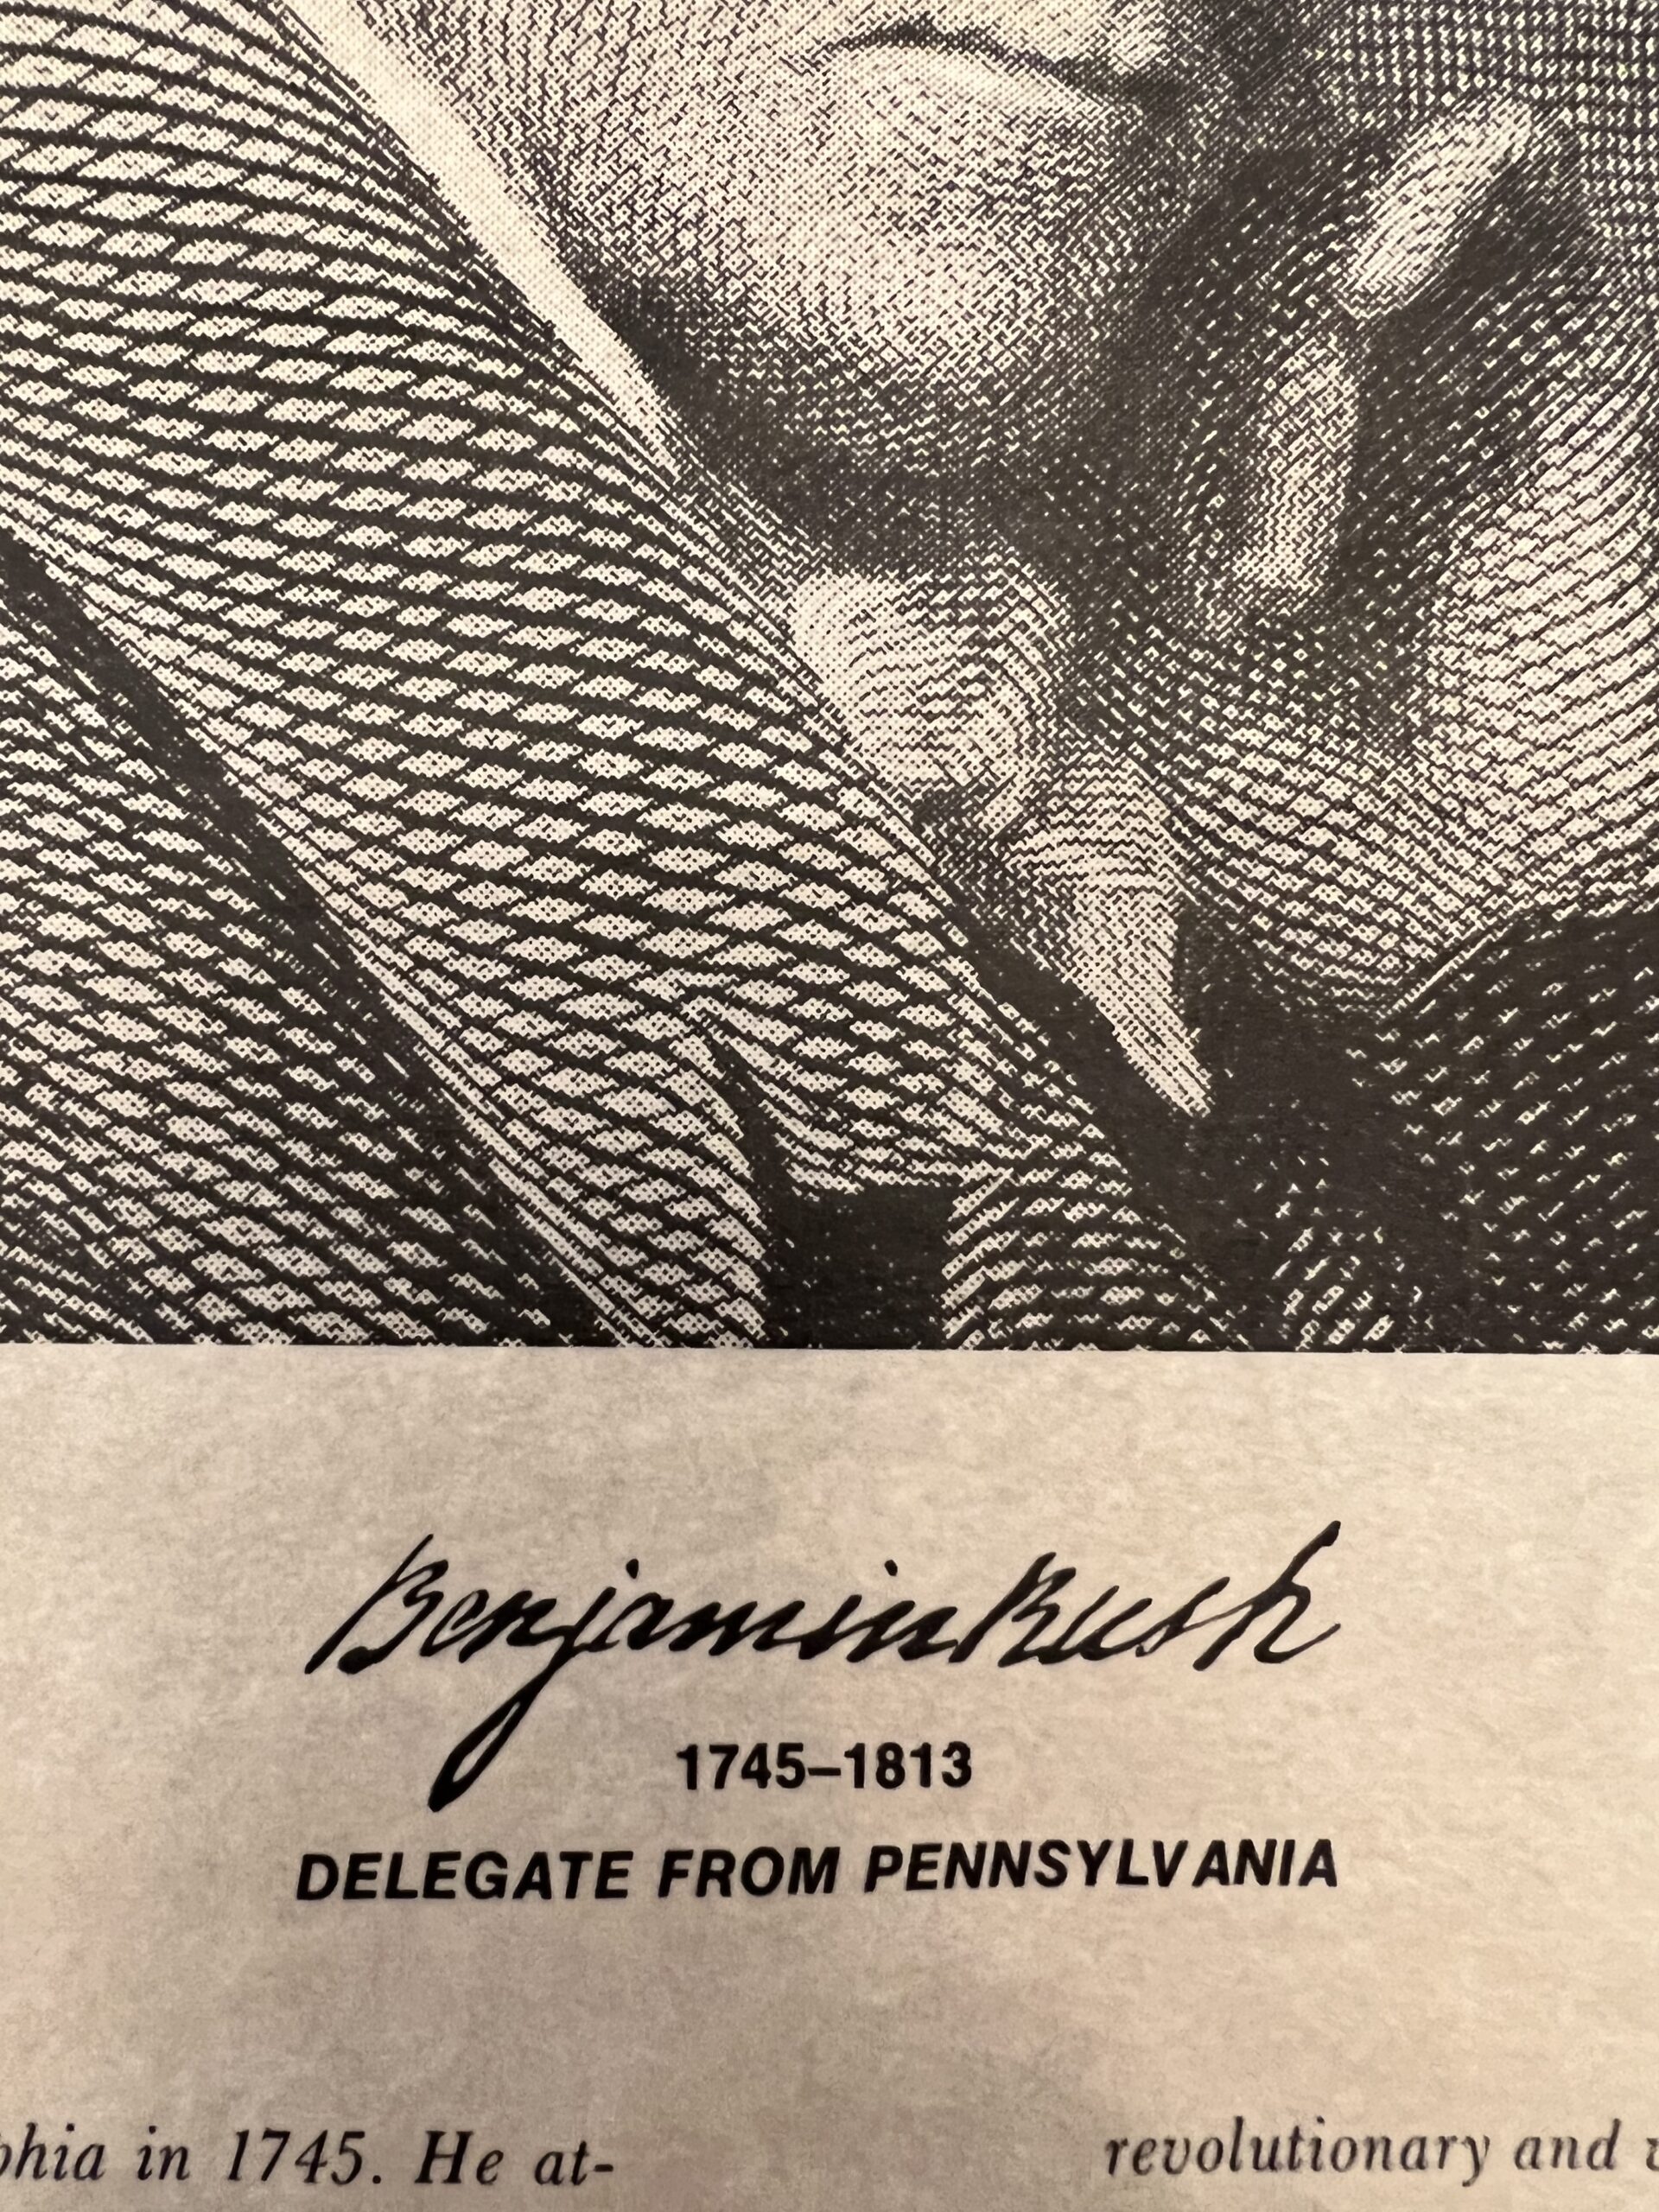 Benjamin Rush
1745–1813
DELEGATE FROM PENNSYLVANIA
phia in 1745. He at-
revolutionary and